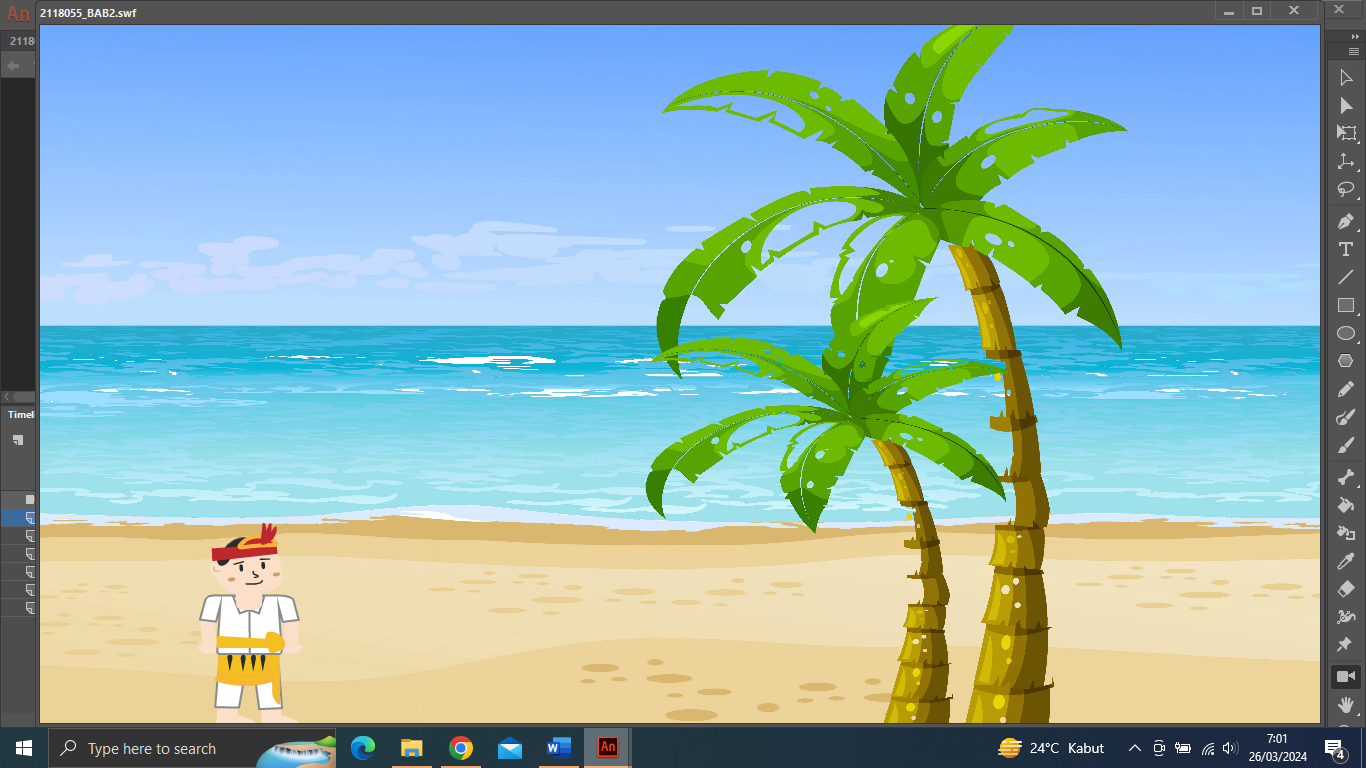 An
2118055_BAB2.swf
2118
Timel
T
Type here to search
W
An
24°C Kabut
7:01
26/03/2024
4